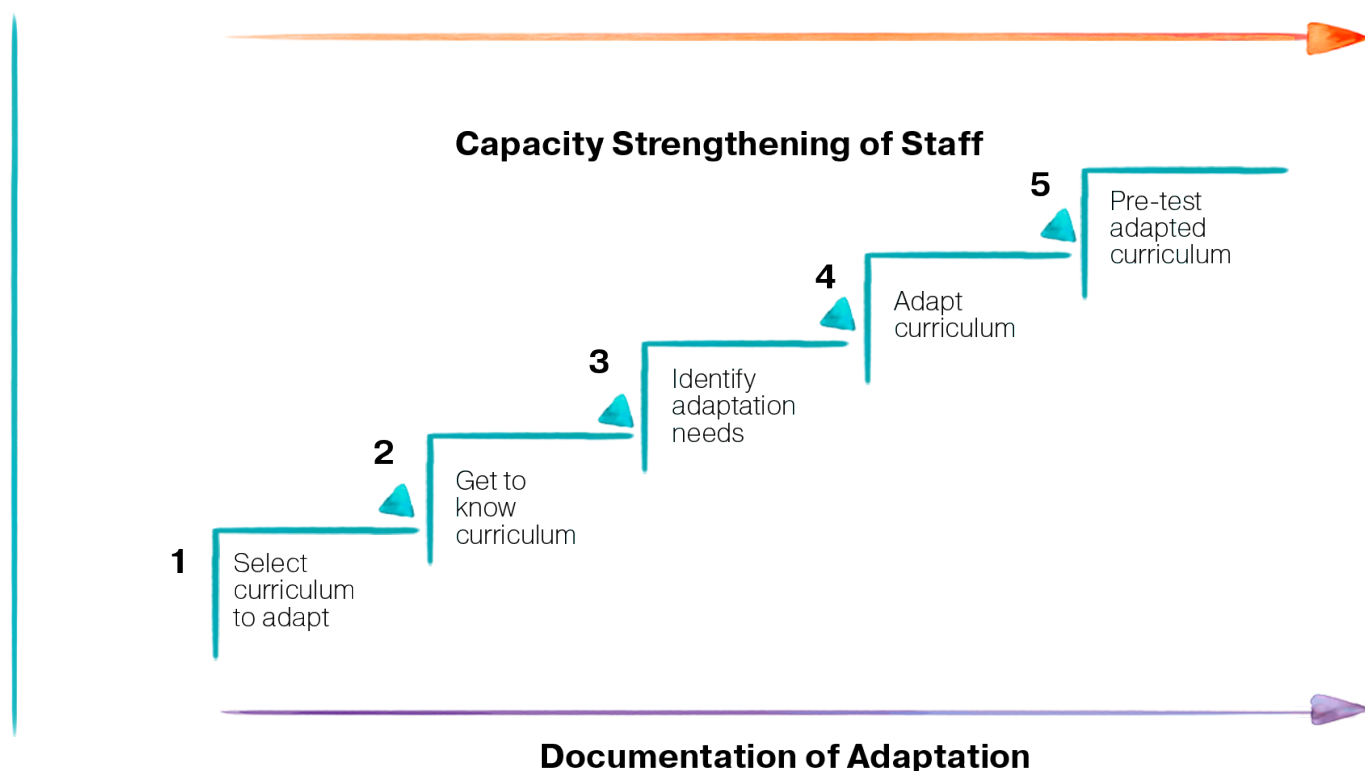 Capacity Strengthening of Staff
1
Select
curriculum
to adapt
2
Get to
know
curriculum
3
Identify
adaptation
needs
4
Adapt
curriculum
5
Pre-test
adapted
curriculum
Documentation of Adaptation